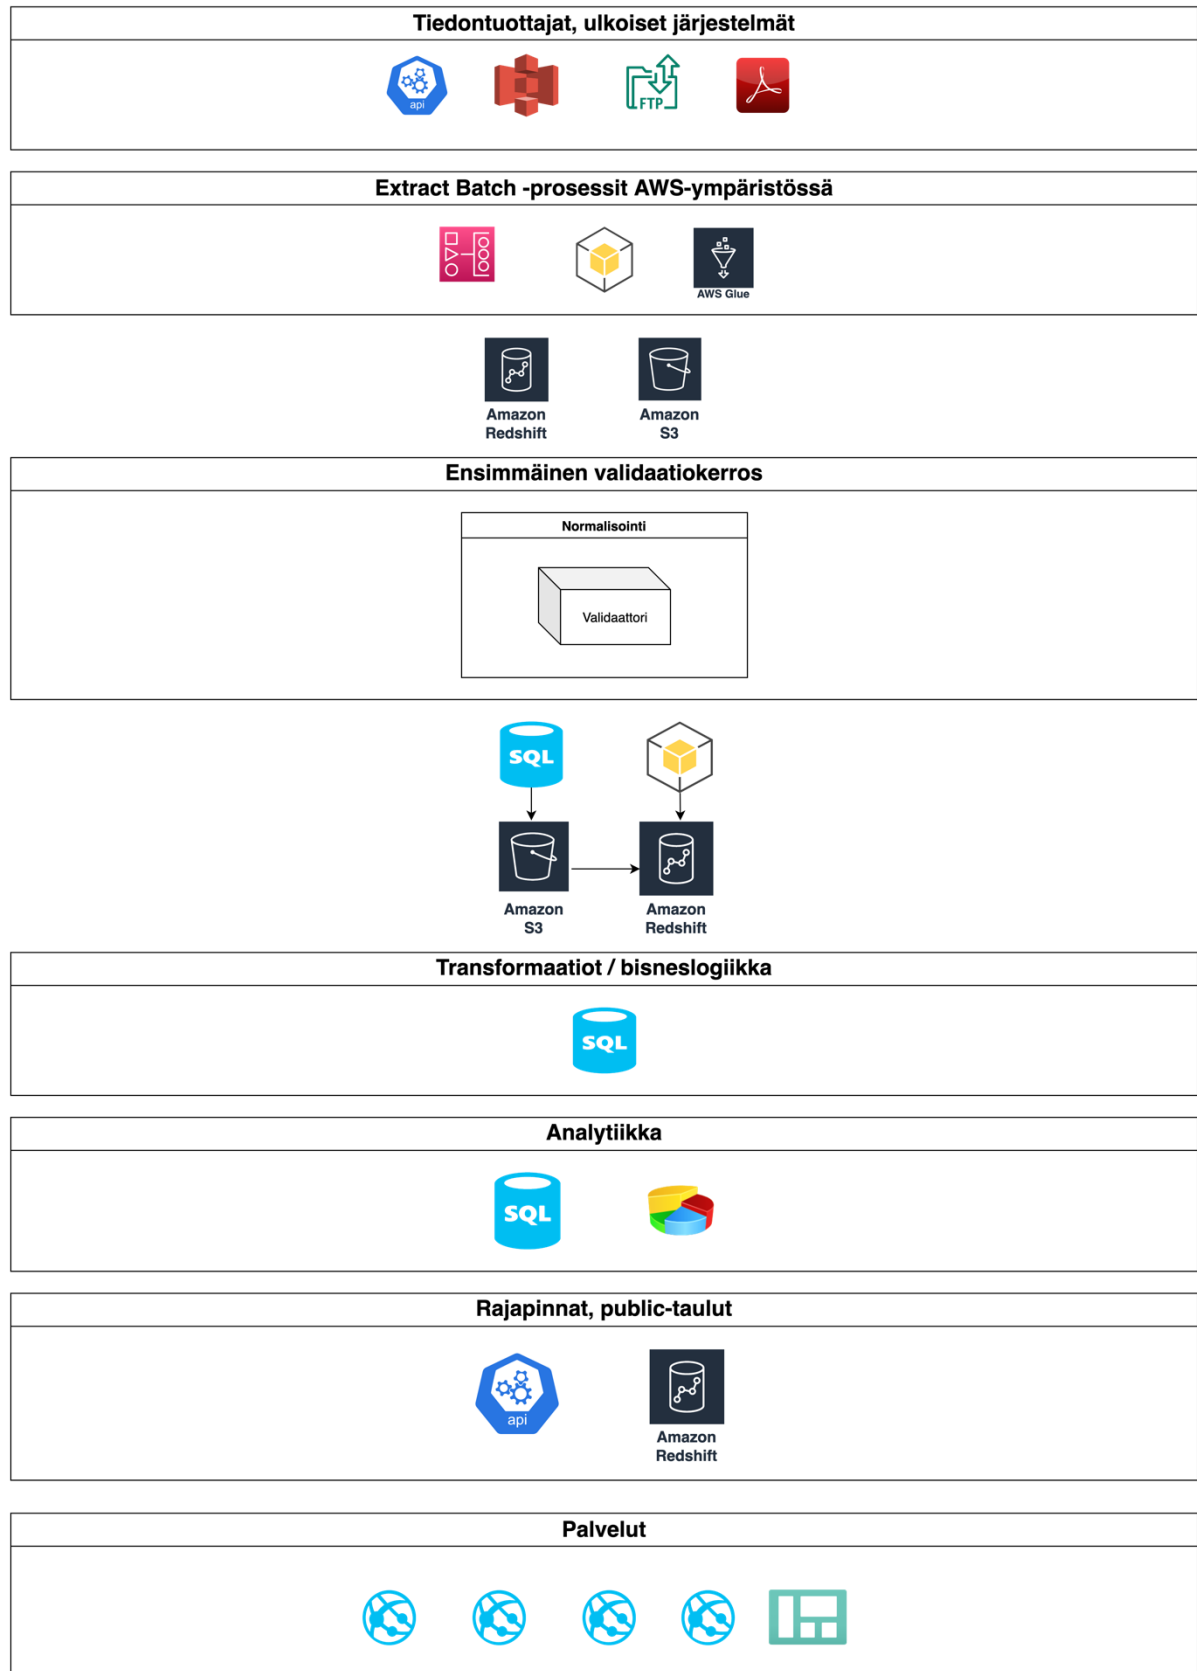 Tiedontuottajat, ulkoiset järjestelmät
api
FTP
Extract Batch -prosessit AWS-ympäristössä
AWS Glue
Amazon
Redshift
Amazon
S3
Ensimmäinen validaatiokerros
Normalisointi
Validaattori
SQL
Amazon
S3
Amazon
Redshift
Transformaatiot / bisneslogiikka
SQL
Analytiikka
SQL
Rajapinnat, public-taulut
api
Amazon
Redshift
Palvelut